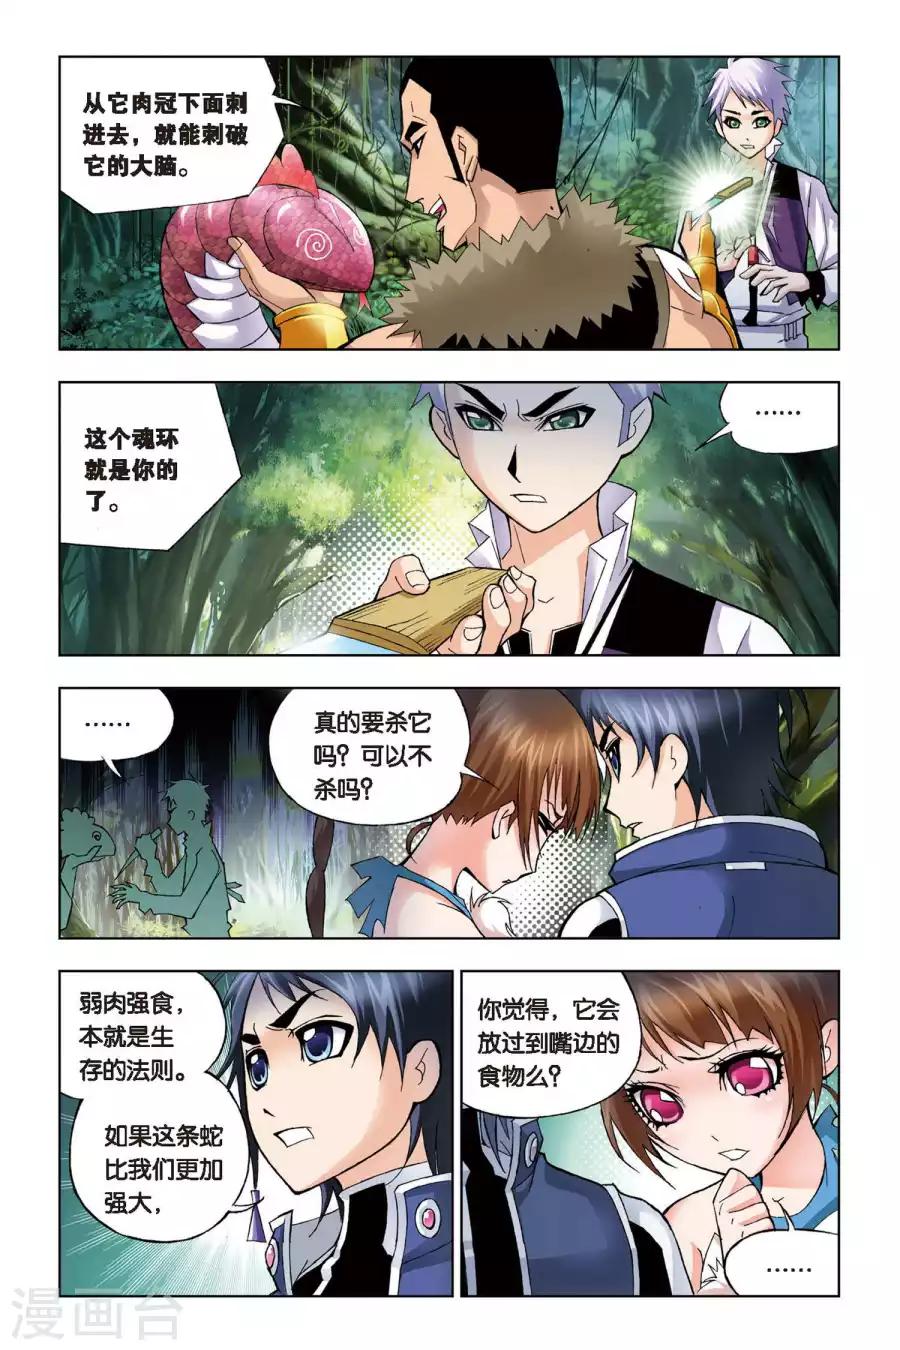 从它肉冠下面刺
进去，就能刺破
它的大脑。
这个魂环
就是你的
了。
……
……
真的要杀它
吗？可以不
杀吗？
弱肉强食，
本就是生
存的法则。
如果这条蛇
比我们更加
强大，
你觉得，它会
放过到嘴边的
食物么？
……
漫画台